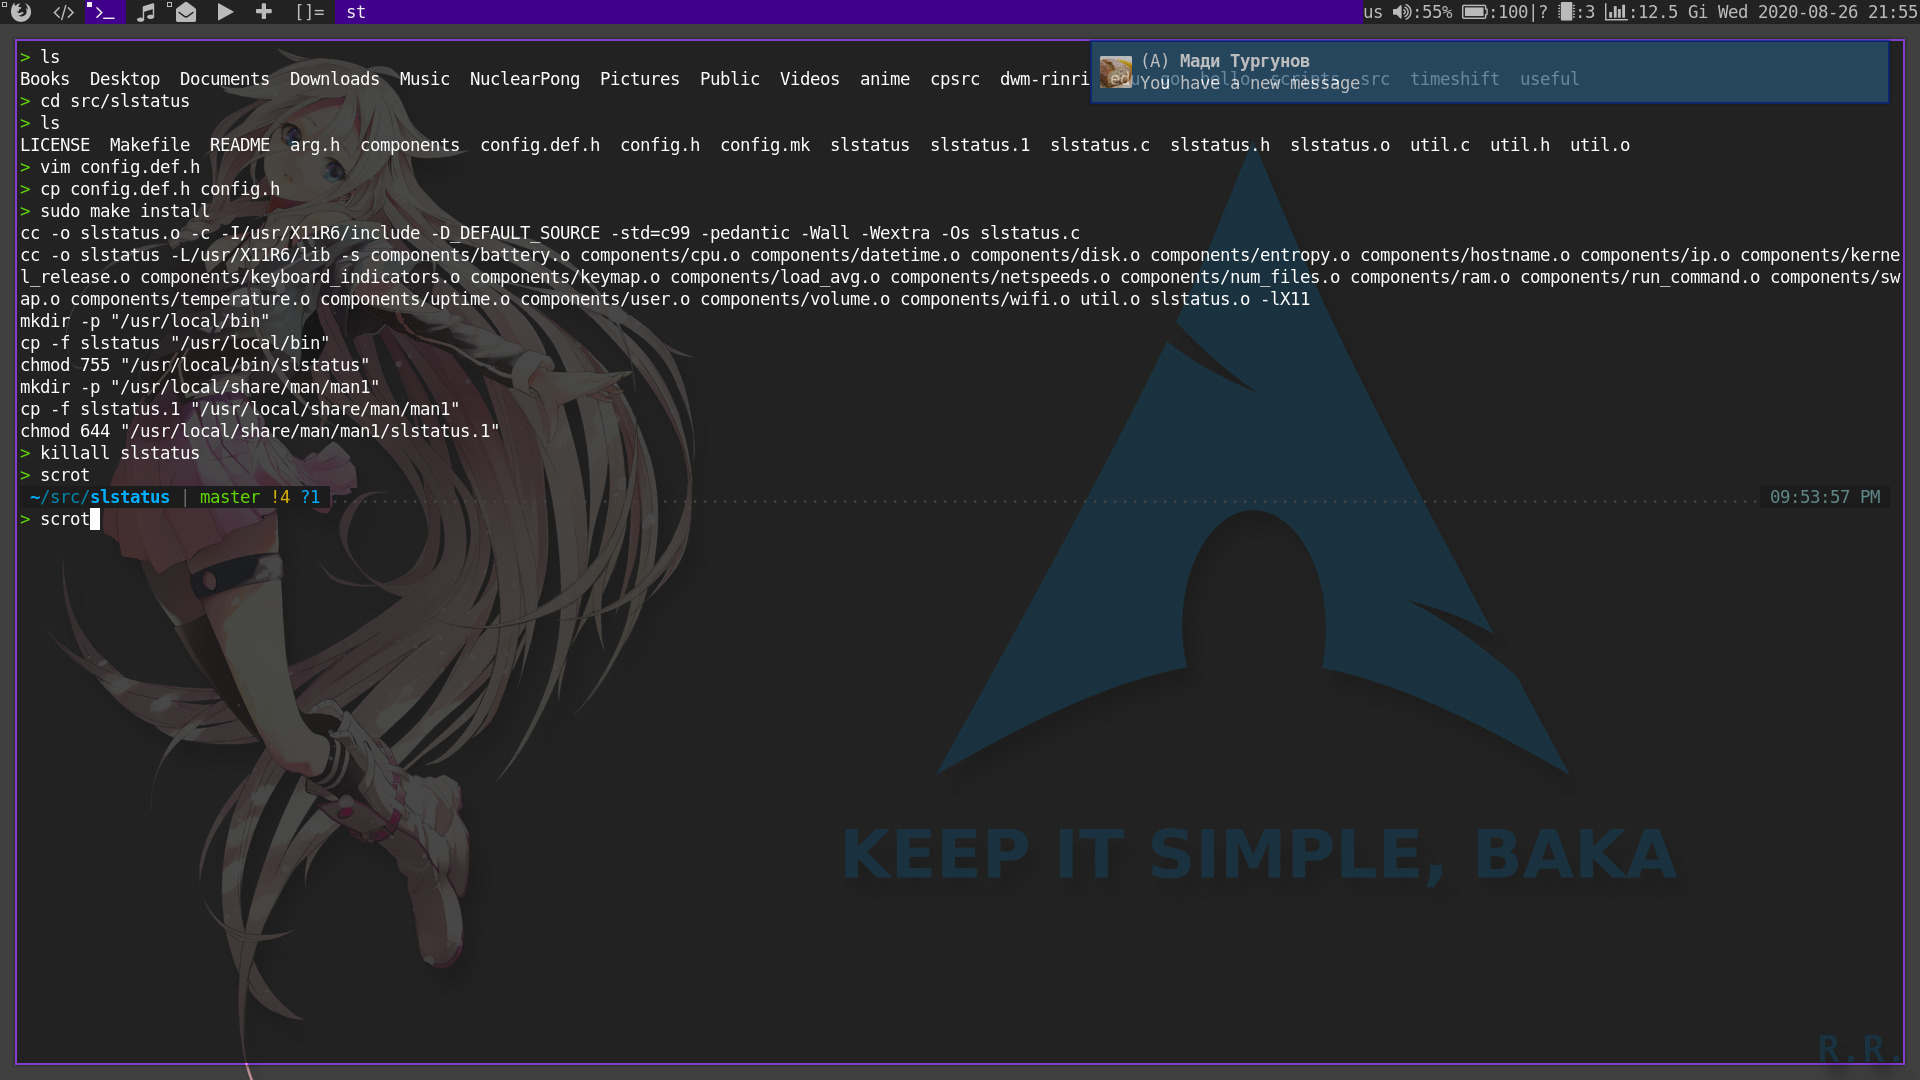 </> >_ []= st us :55% :100|? :3 :12.5 Gi Wed 2020-08-26 21:55
> ls
Books Desktop Documents Downloads Music NuclearPong Pictures Public Videos anime cpsrc dwm-rinri edu go hello scripts src timeshift useful
(A) Мади Тургунов
You have a new message
> cd src/slstatus
> ls
LICENSE Makefile README arg.h components config.def.h config.h config.mk slstatus slstatus.1 slstatus.c slstatus.h slstatus.o util.c util.h util.o
> vim config.def.h
> cp config.def.h config.h
> sudo make install
cc -o slstatus.o -c -I/usr/X11R6/include -D_DEFAULT_SOURCE -std=c99 -pedantic -Wall -Wextra -Os slstatus.c
cc -o slstatus -L/usr/X11R6/lib -s components/battery.o components/cpu.o components/datetime.o components/disk.o components/entropy.o components/hostname.o components/ip.o components/kerne
l_release.o components/keyboard_indicators.o components/keymap.o components/load_avg.o components/netspeeds.o components/num_files.o components/ram.o components/run_command.o components/sw
ap.o components/temperature.o components/uptime.o components/user.o components/volume.o components/wifi.o util.o slstatus.o -lX11
mkdir -p "/usr/local/bin"
cp -f slstatus "/usr/local/bin"
chmod 755 "/usr/local/bin/slstatus"
mkdir -p "/usr/local/share/man/man1"
cp -f slstatus.1 "/usr/local/share/man/man1"
chmod 644 "/usr/local/share/man/man1/slstatus.1"
> killall slstatus
> scrot
~/src/slstatus | master !4 ?1 09:53:57 PM
> scrot
KEEP IT SIMPLE, BAKA
R.R.